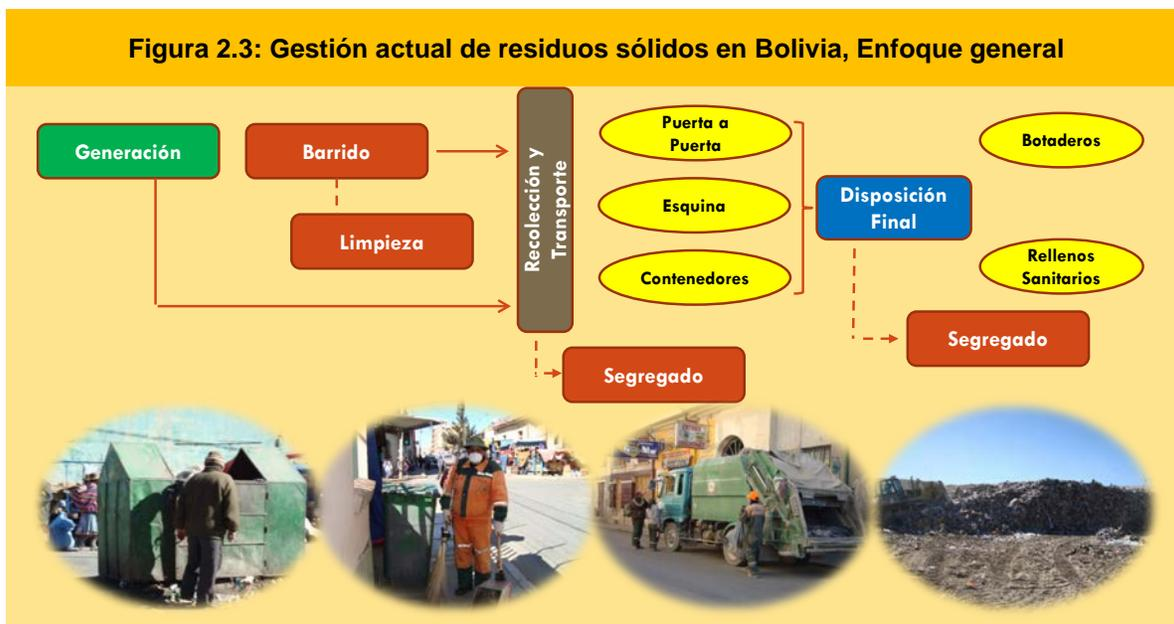 Figura 2.3: Gestión actual de residuos sólidos en Bolivia, Enfoque general
Generación
Barrido
Limpieza
Recolección y
Transporte
Puerta a
Puerta
Esquina
Contenedores
Disposición
Final
Botaderos
Rellenos
Sanitarios
Segregado
Segregado